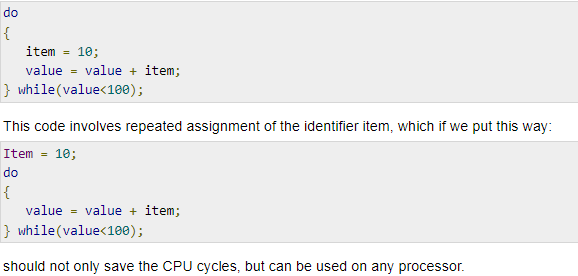 do
{
   item = 10;
   value = value + item;
} while(value<100);
This code involves repeated assignment of the identifier item, which if we put this way:
Item = 10;
do
{
   value = value + item;
} while(value<100);
should not only save the CPU cycles, but can be used on any processor.